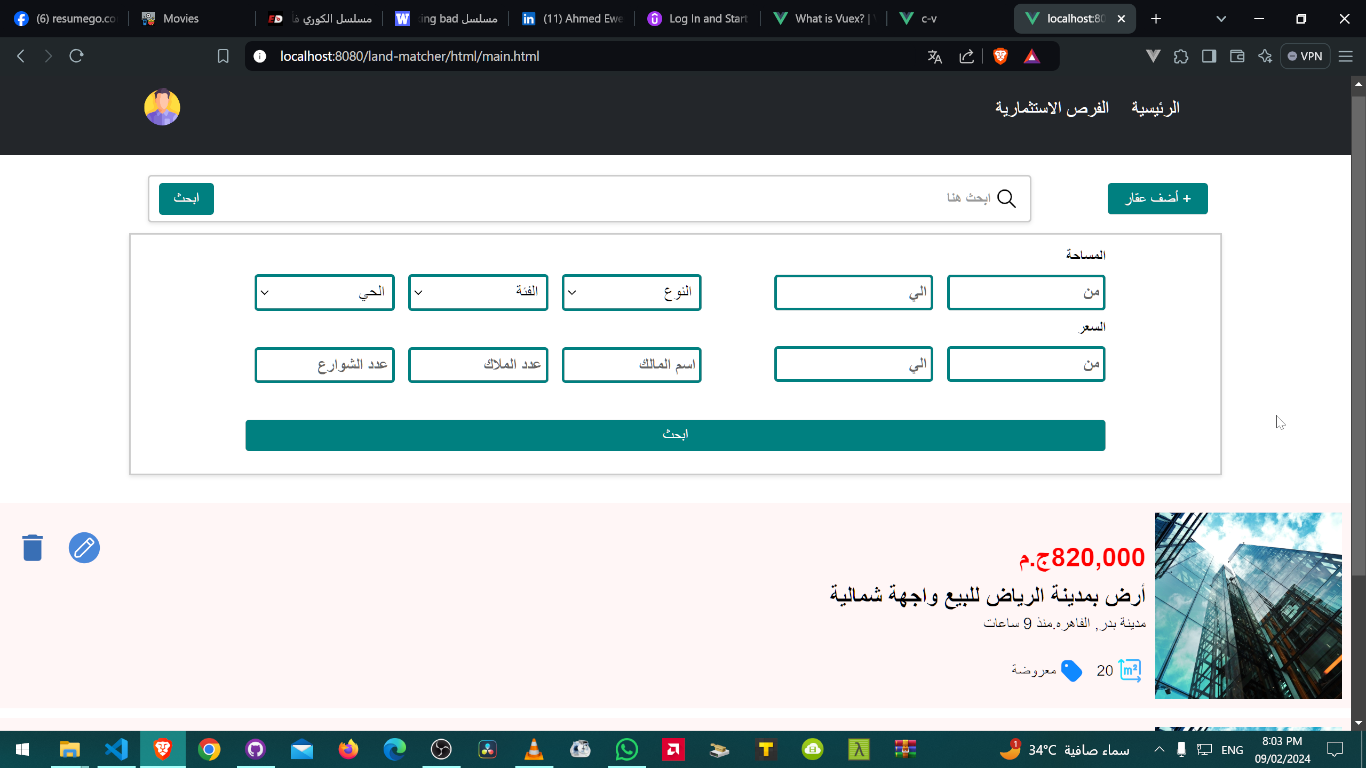 (6) resumego.co
Movies
مسلسل الكوري
مسلسل king bad
(11) Ahmed Ewe
Log In and Start
What is Vuex? |
c-v
localhost:80
localhost:8080/land-matcher/html/main.html
VPN
الرئيسية
الفرص الاستثمارية
+ أضف عقار
ابحث هنا
ابحث
المساحة
من
الي
النوع
الفئة
الحي
السعر
من
الي
اسم المالك
عدد الملاك
عدد الشوارع
ابحث
820,000ج.م
أرض بمدينة الرياض للبيع واجهة شمالية
مدينة بدر, القاهره.منذ 9 ساعات
m² 20
معروضة
1
34°C سماء صافية
ENG
8:03 PM
09/02/2024